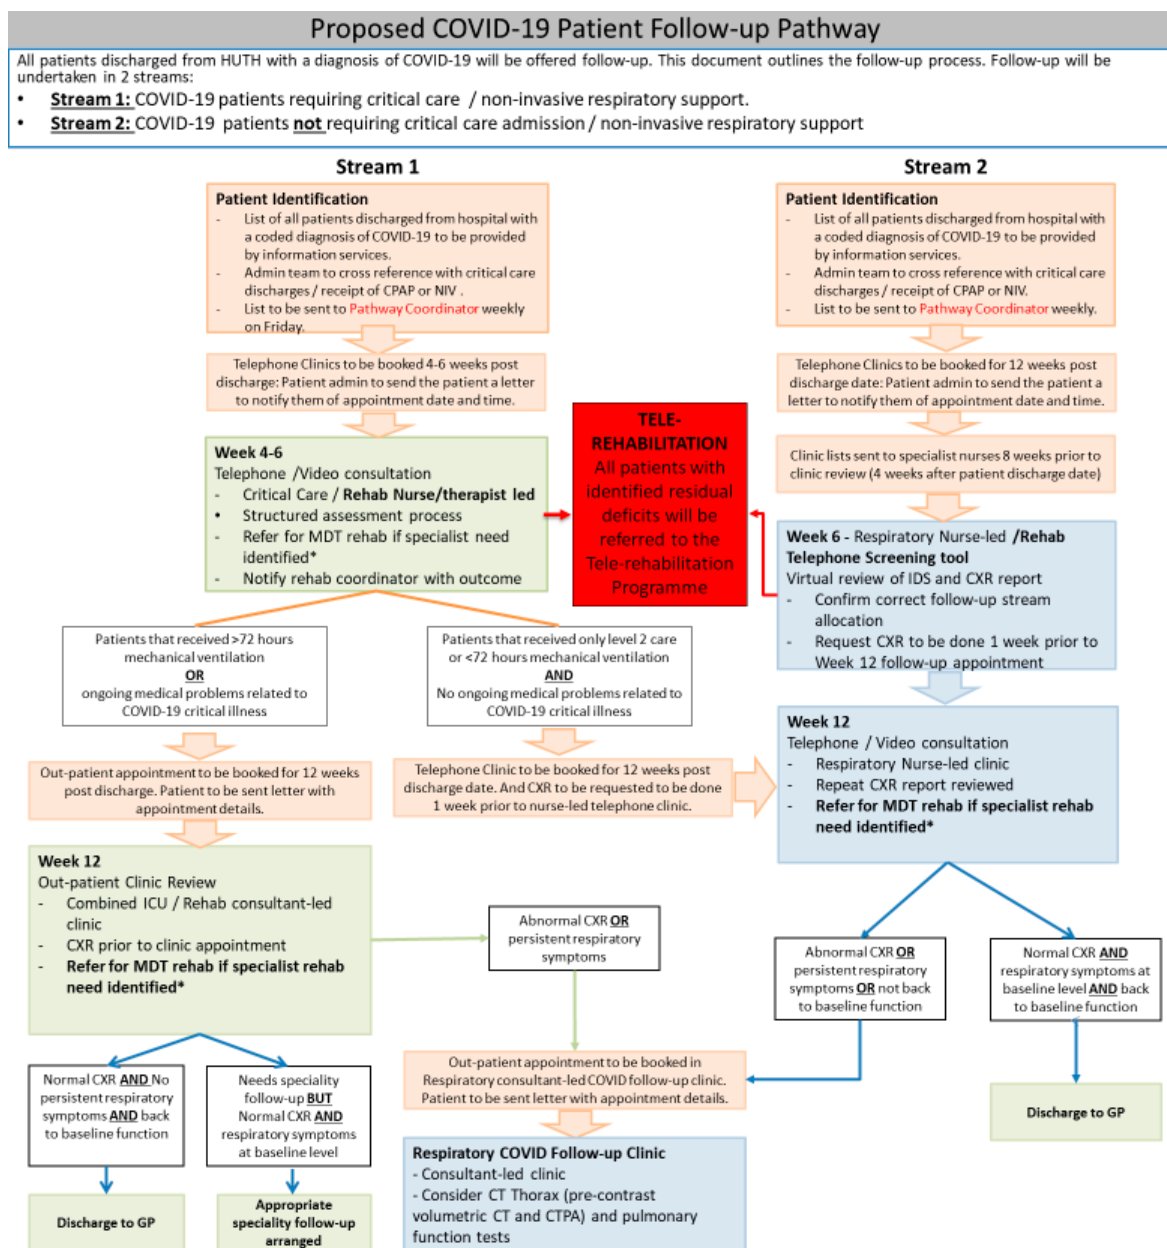 Proposed COVID-19 Patient Follow-up Pathway
All patients discharged from HUTH with a diagnosis of COVID-19 will be offered follow-up. This document outlines the follow-up process. Follow-up will be
undertaken in 2 streams:
• Stream 1: COVID-19 patients requiring critical care / non-invasive respiratory support.
• Stream 2: COVID-19 patients not requiring critical care admission / non-invasive respiratory support
Stream 1
Patient Identification
- List of all patients discharged from hospital with
a coded diagnosis of COVID-19 to be provided
by information services.
- Admin team to cross reference with critical care
discharges / receipt of CPAP or NIV .
- List to be sent to Pathway Coordinator weekly
on Friday.
Telephone Clinics to be booked 4-6 weeks post
discharge: Patient admin to send the patient a letter
to notify them of appointment date and time.
Week 4-6
Telephone /Video consultation
- Critical Care / Rehab Nurse/therapist led
• Structured assessment process
- Refer for MDT rehab if specialist need
identified*
- Notify rehab coordinator with outcome
TELE-
REHABILITATION
All patients with
identified residual
deficits will be
referred to the
Tele-rehabilitation
Programme
Patients that received >72 hours
mechanical ventilation
OR
ongoing medical problems related to
COVID-19 critical illness
Patients that received only level 2 care
or <72 hours mechanical ventilation
AND
No ongoing medical problems related to
COVID-19 critical illness
Out-patient appointment to be booked for 12 weeks
post discharge. Patient to be sent letter with
appointment details.
Telephone Clinic to be booked for 12 weeks post
discharge date. And CXR to be requested to be done
1 week prior to nurse-led telephone clinic.
Week 12
Out-patient Clinic Review
- Combined ICU / Rehab consultant-led
clinic
- CXR prior to clinic appointment
- Refer for MDT rehab if specialist rehab
need identified*
Abnormal CXR OR
persistent respiratory
symptoms
Normal CXR AND No
persistent respiratory
symptoms AND back
to baseline function
Needs speciality
follow-up BUT
Normal CXR AND
respiratory symptoms
at baseline level
Discharge to GP
Appropriate
speciality follow-up
arranged
Stream 2
Patient Identification
- List of all patients discharged from hospital with
a coded diagnosis of COVID-19 to be provided
by information services.
- Admin team to cross reference with critical care
discharges / receipt of CPAP or NIV.
- List to be sent to Pathway Coordinator weekly.
Telephone Clinics to be booked for 12 weeks post
discharge date: Patient admin to send the patient a
letter to notify them of appointment date and time.
Clinic lists sent to specialist nurses 8 weeks prior to
clinic review (4 weeks after patient discharge date)
Week 6 - Respiratory Nurse-led /Rehab
Telephone Screening tool
Virtual review of IDS and CXR report
- Confirm correct follow-up stream
allocation
- Request CXR to be done 1 week prior to
Week 12 follow-up appointment
Week 12
Telephone / Video consultation
- Respiratory Nurse-led clinic
- Repeat CXR report reviewed
- Refer for MDT rehab if specialist rehab
need identified*
Abnormal CXR OR
persistent respiratory
symptoms OR not back
to baseline function
Normal CXR AND
respiratory symptoms at
baseline level AND back
to baseline function
Out-patient appointment to be booked in
Respiratory consultant-led COVID follow-up clinic.
Patient to be sent letter with appointment details.
Discharge to GP
Respiratory COVID Follow-up Clinic
- Consultant-led clinic
- Consider CT Thorax (pre-contrast
volumetric CT and CTPA) and pulmonary
function tests